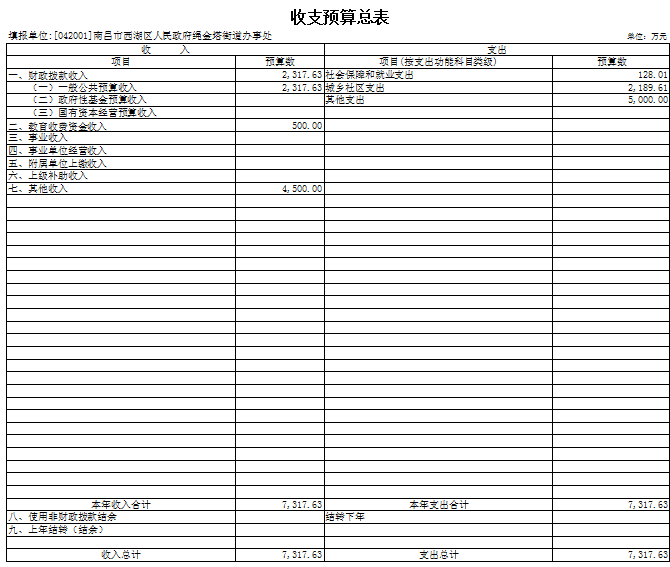 收支预算总表
填报单位:[042001]南昌市西湖区人民政府绳金塔街道办事处 单位：万元
收 入 支出
项目 预算数 项目(按支出功能科目类级) 预算数
一、财政拨款收入 2,317.63 社会保障和就业支出 128.01
（一）一般公共预算收入 2,317.63 城乡社区支出 2,189.61
（二）政府性基金预算收入 其他支出 5,000.00
（三）国有资本经营预算收入
二、教育收费资金收入 500.00
三、事业收入
四、事业单位经营收入
五、附属单位上缴收入
六、上级补助收入
七、其他收入 4,500.00
本年收入合计 7,317.63 本年支出合计 7,317.63
八、使用非财政拨款结余 结转下年
九、上年结转（结余）
收入总计 7,317.63 支出总计 7,317.63